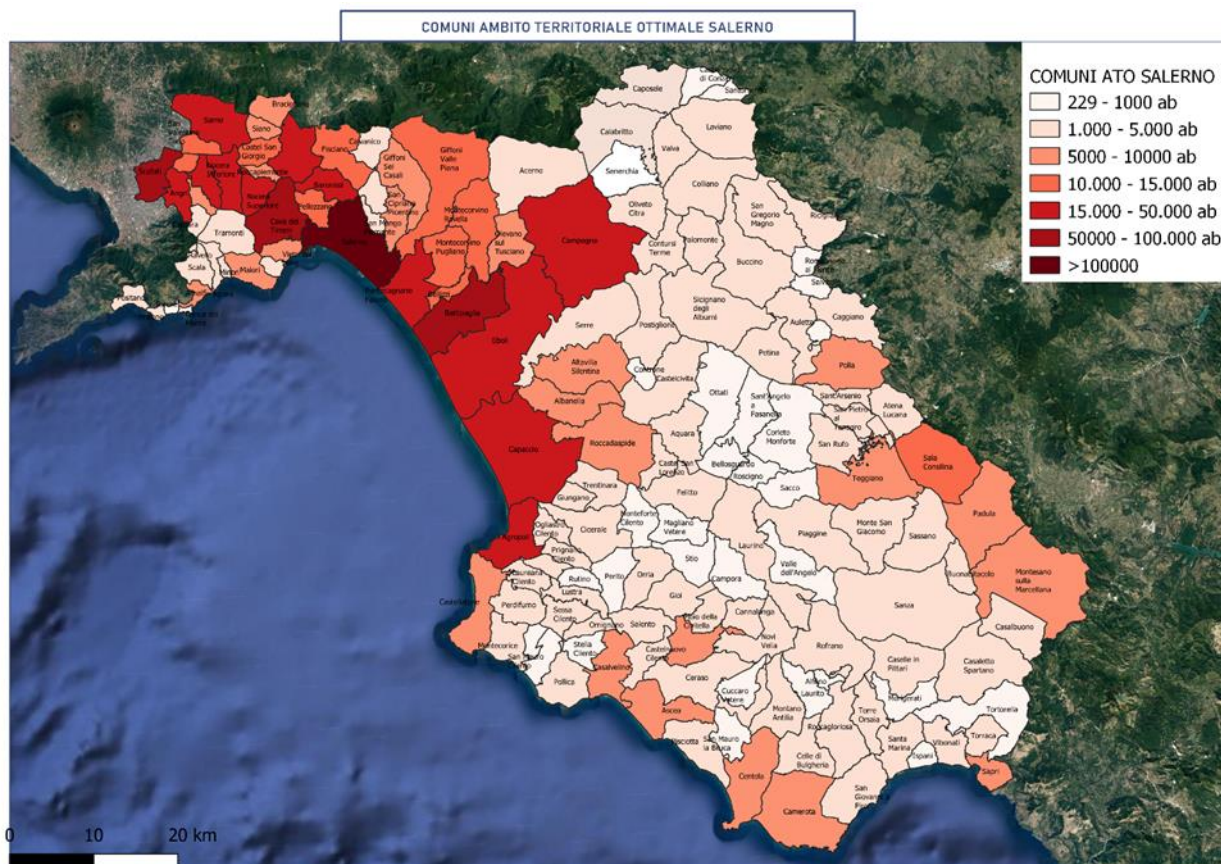 COMUNI AMBITO TERRITORIALE OTTIMALE SALERNO
COMUNI ATO SALERNO
229 - 1000 ab
1.000 - 5.000 ab
5000 - 10000 ab
10.000 - 15.000 ab
15.000 - 50.000 ab
50000 - 100.000 ab
>100000
Caposele
Calabritto
Laviano
Valva
Senerchia
Acerno
Colliano
Oliveto
Citra
San
Gregorio
Magno
Contursi
Terme
Palomonte
Buccino
Sarno
Siano
Castel San
Giorgio
Fisciano
Calvanico
Giffoni
Sei
Casali
Giffoni
Valle
Piana
Baronissi
Pellezzano
Scafati
Angri
Nocera
Superiore
Cava de'
Tirreni
Tramonti
Scala
Maiori
Positano
Montecorvino
Rovella
Montecorvino
Pugliano
Olevano
sul
Tusciano
Campagna
Battipaglia
Eboli
Serre
Postiglione
Sicignano
degli
Alburni
Auletta
Caggiano
Petina
Polla
Altavilla
Silentina
Controne
Castelcivita
Ottati
Sant'Angelo
a
Fasanella
Corleto
Monforte
Sant'Arsenio
San Pietro
al
Tanagro
Atena
Lucana
San Rufo
Albanella
Roccadaspide
Aquara
Capaccio
Castel San
Lorenzo
Bellosguardo
Roscigno
Sacco
Teggiano
Sala
Consilina
Trentinara
Giungano
Felitto
Ogliastro
Cilento
Cicerale
Monteforte
Cilento
Magliano
Vetere
Laurino
Piaggine
Monte San
Giacomo
Sassano
Padula
Agropoli
Prignano
Cilento
Stio
Valle
dell'Angelo
Buonabitacolo
Montesano
sulla
Marcellana
Laureana
Cilento
Rutino
Lustra
Perito
Orria
Campora
Gioi
Sanza
Castellabate
Perdifumo
Sessa
Cilento
Omignano
Salento
Cannalonga
Novi
Velia
Rofrano
Casalbuono
Montecorice
Stella
Cilento
Castelnuovo
Cilento
Casalvelino
Pollica
Ceraso
Cuccaro
Vetere
Alfano
Laurito
Caselle in
Pittari
Casaletto
Spartano
Morigerati
Tortorella
Ascea
Montano
Antilia
Roccagloriosa
Torre
Orsaia
Santa
Marina
Vibonati
Torraca
Ispani
Sapri
San Mauro
la Bruca
Celle di
Bulgheria
Centola
Camerota
San
Giovanni a
0
10
20 km